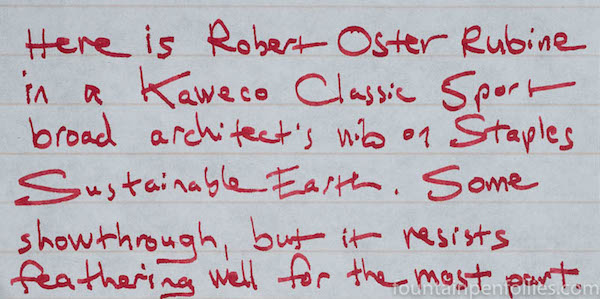 Here is Robert Oster Rubine
in a Kaweco Classic Sport
broad architect's nib on Staples
Sustainable Earth. Some
showthrough, but it resists
feathering well for the most part
fountainpenfollies.com